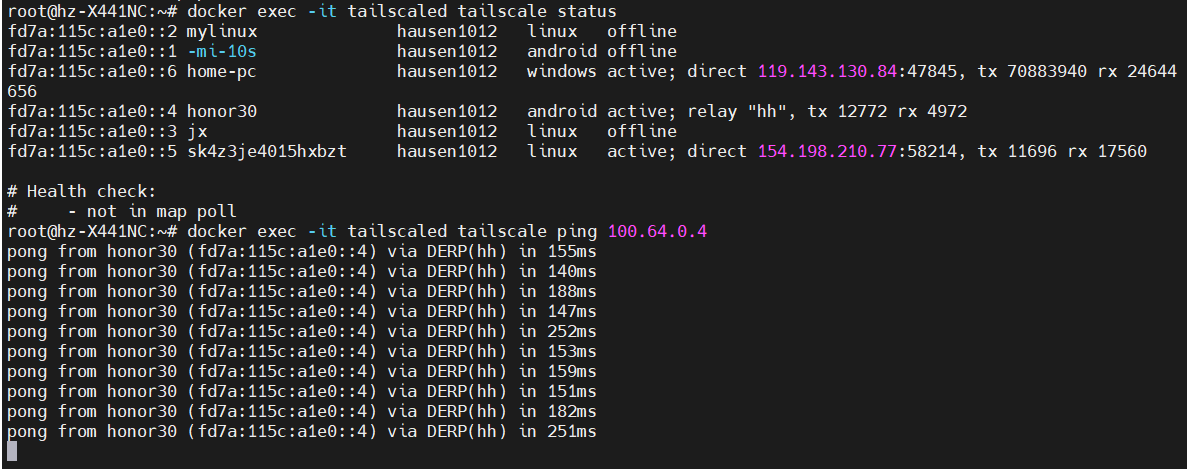 root@hz-X441NC:~# docker exec -it tailscaled tailscale status
fd7a:115c:a1e0::2 mylinux hausen1012 linux offline
fd7a:115c:a1e0::1 -mi-10s hausen1012 android offline
fd7a:115c:a1e0::6 home-pc hausen1012 windows active; direct 119.143.130.84:47845, tx 70883940 rx 24644
656
fd7a:115c:a1e0::4 honor30 hausen1012 android active; relay "hh", tx 12772 rx 4972
fd7a:115c:a1e0::3 jx hausen1012 linux offline
fd7a:115c:a1e0::5 sk4z3je4015hxbzt hausen1012 linux active; direct 154.198.210.77:58214, tx 11696 rx 17560
# Health check:
# - not in map poll
root@hz-X441NC:~# docker exec -it tailscaled tailscale ping 100.64.0.4
pong from honor30 (fd7a:115c:a1e0::4) via DERP(hh) in 155ms
pong from honor30 (fd7a:115c:a1e0::4) via DERP(hh) in 140ms
pong from honor30 (fd7a:115c:a1e0::4) via DERP(hh) in 188ms
pong from honor30 (fd7a:115c:a1e0::4) via DERP(hh) in 147ms
pong from honor30 (fd7a:115c:a1e0::4) via DERP(hh) in 252ms
pong from honor30 (fd7a:115c:a1e0::4) via DERP(hh) in 153ms
pong from honor30 (fd7a:115c:a1e0::4) via DERP(hh) in 159ms
pong from honor30 (fd7a:115c:a1e0::4) via DERP(hh) in 151ms
pong from honor30 (fd7a:115c:a1e0::4) via DERP(hh) in 182ms
pong from honor30 (fd7a:115c:a1e0::4) via DERP(hh) in 251ms